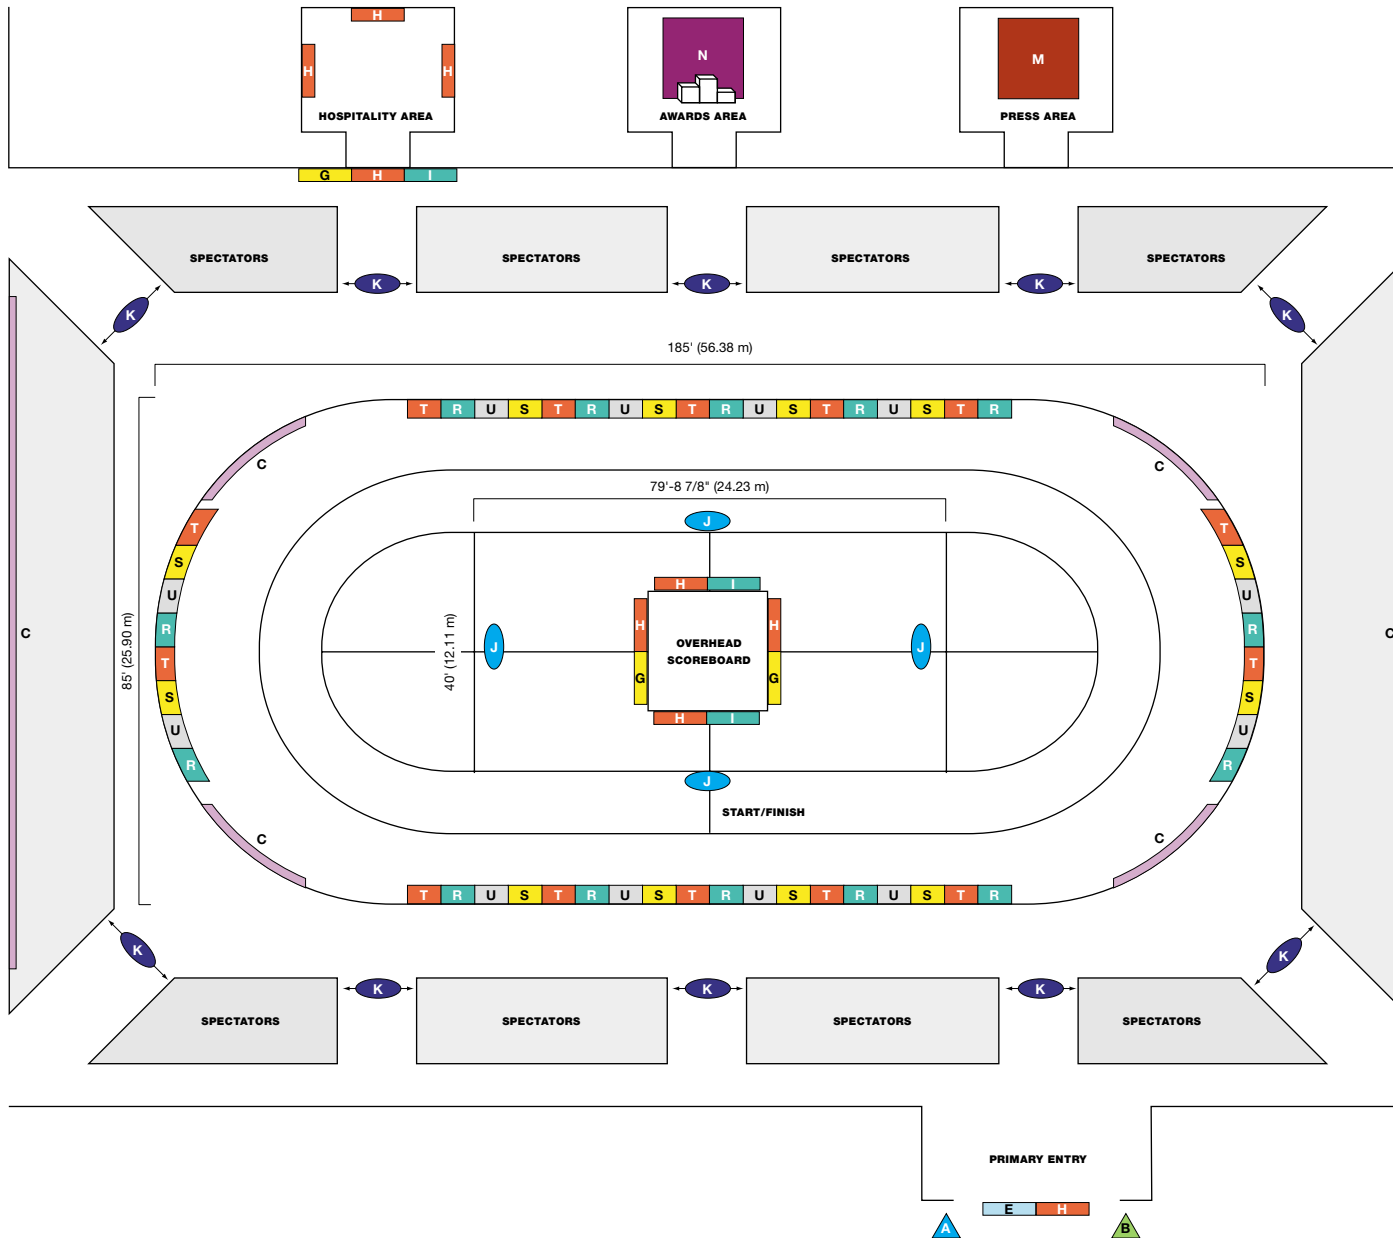 H
N
M
H H
HOSPITALITY AREA AWARDS AREA PRESS AREA
G H I
SPECTATORS SPECTATORS SPECTATORS SPECTATORS
K K K
K K
185' (56.38 m)
T R U S T R U S T R U S T R U S T R
C C
79'-8 7/8" (24.23 m)
J
T T
S S
H I
U U
H H
R R
C 85' (25.90 m) 40' (12.11 m) J OVERHEAD J C
SCOREBOARD
T T
G G
S S
H I
U U
R R
J
START/FINISH
C C
T R U S T R U S T R U S T R U S T R
K K
K K K
SPECTATORS SPECTATORS SPECTATORS SPECTATORS
PRIMARY ENTRY
E H
A B